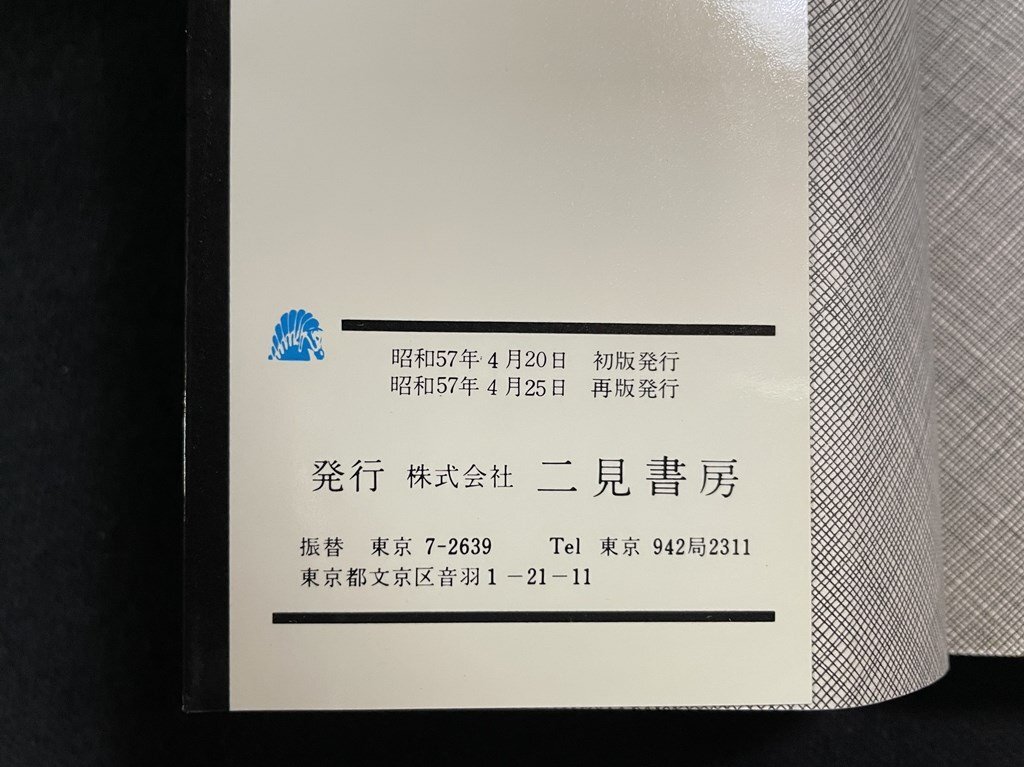 昭和57年 4月20日 初版発行
昭和57年 4月25日 再版発行
発行 株式会社 二見書房
振替 東京 7-2639 Tel 東京 942局2311
東京都文京区音羽1-21-11